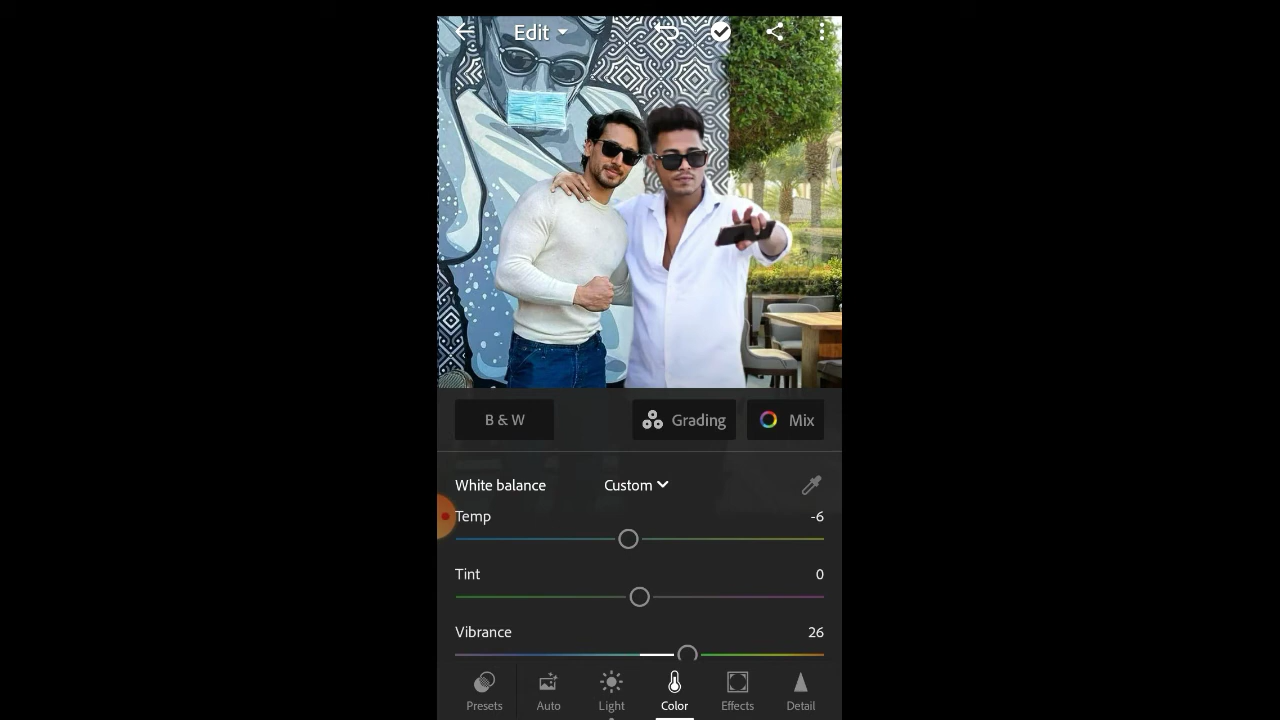 Edit
B & W
Grading
Mix
White balance
Custom
Temp
-6
Tint
0
Vibrance
26
Presets
Auto
Light
Color
Effects
Detail